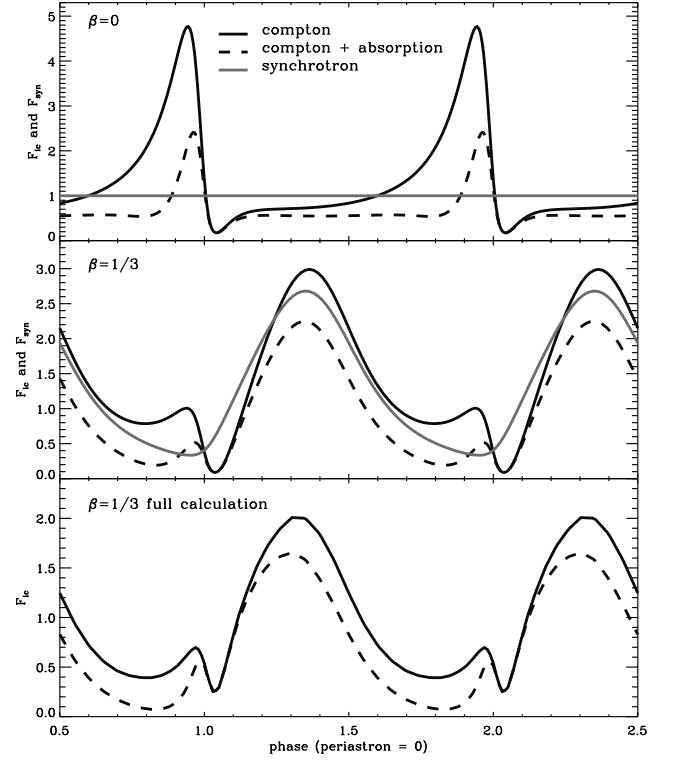 β=0
compton
compton + absorption
synchrotron
5
4
3
2
1
0
F_ic and F_syn
β=1/3
3.0
2.5
2.0
1.5
1.0
0.5
0.0
F_ic and F_syn
β=1/3 full calculation
2.0
1.5
1.0
0.5
0.0
F_ic
0.5 1.0 1.5 2.0 2.5
phase (periastron = 0)